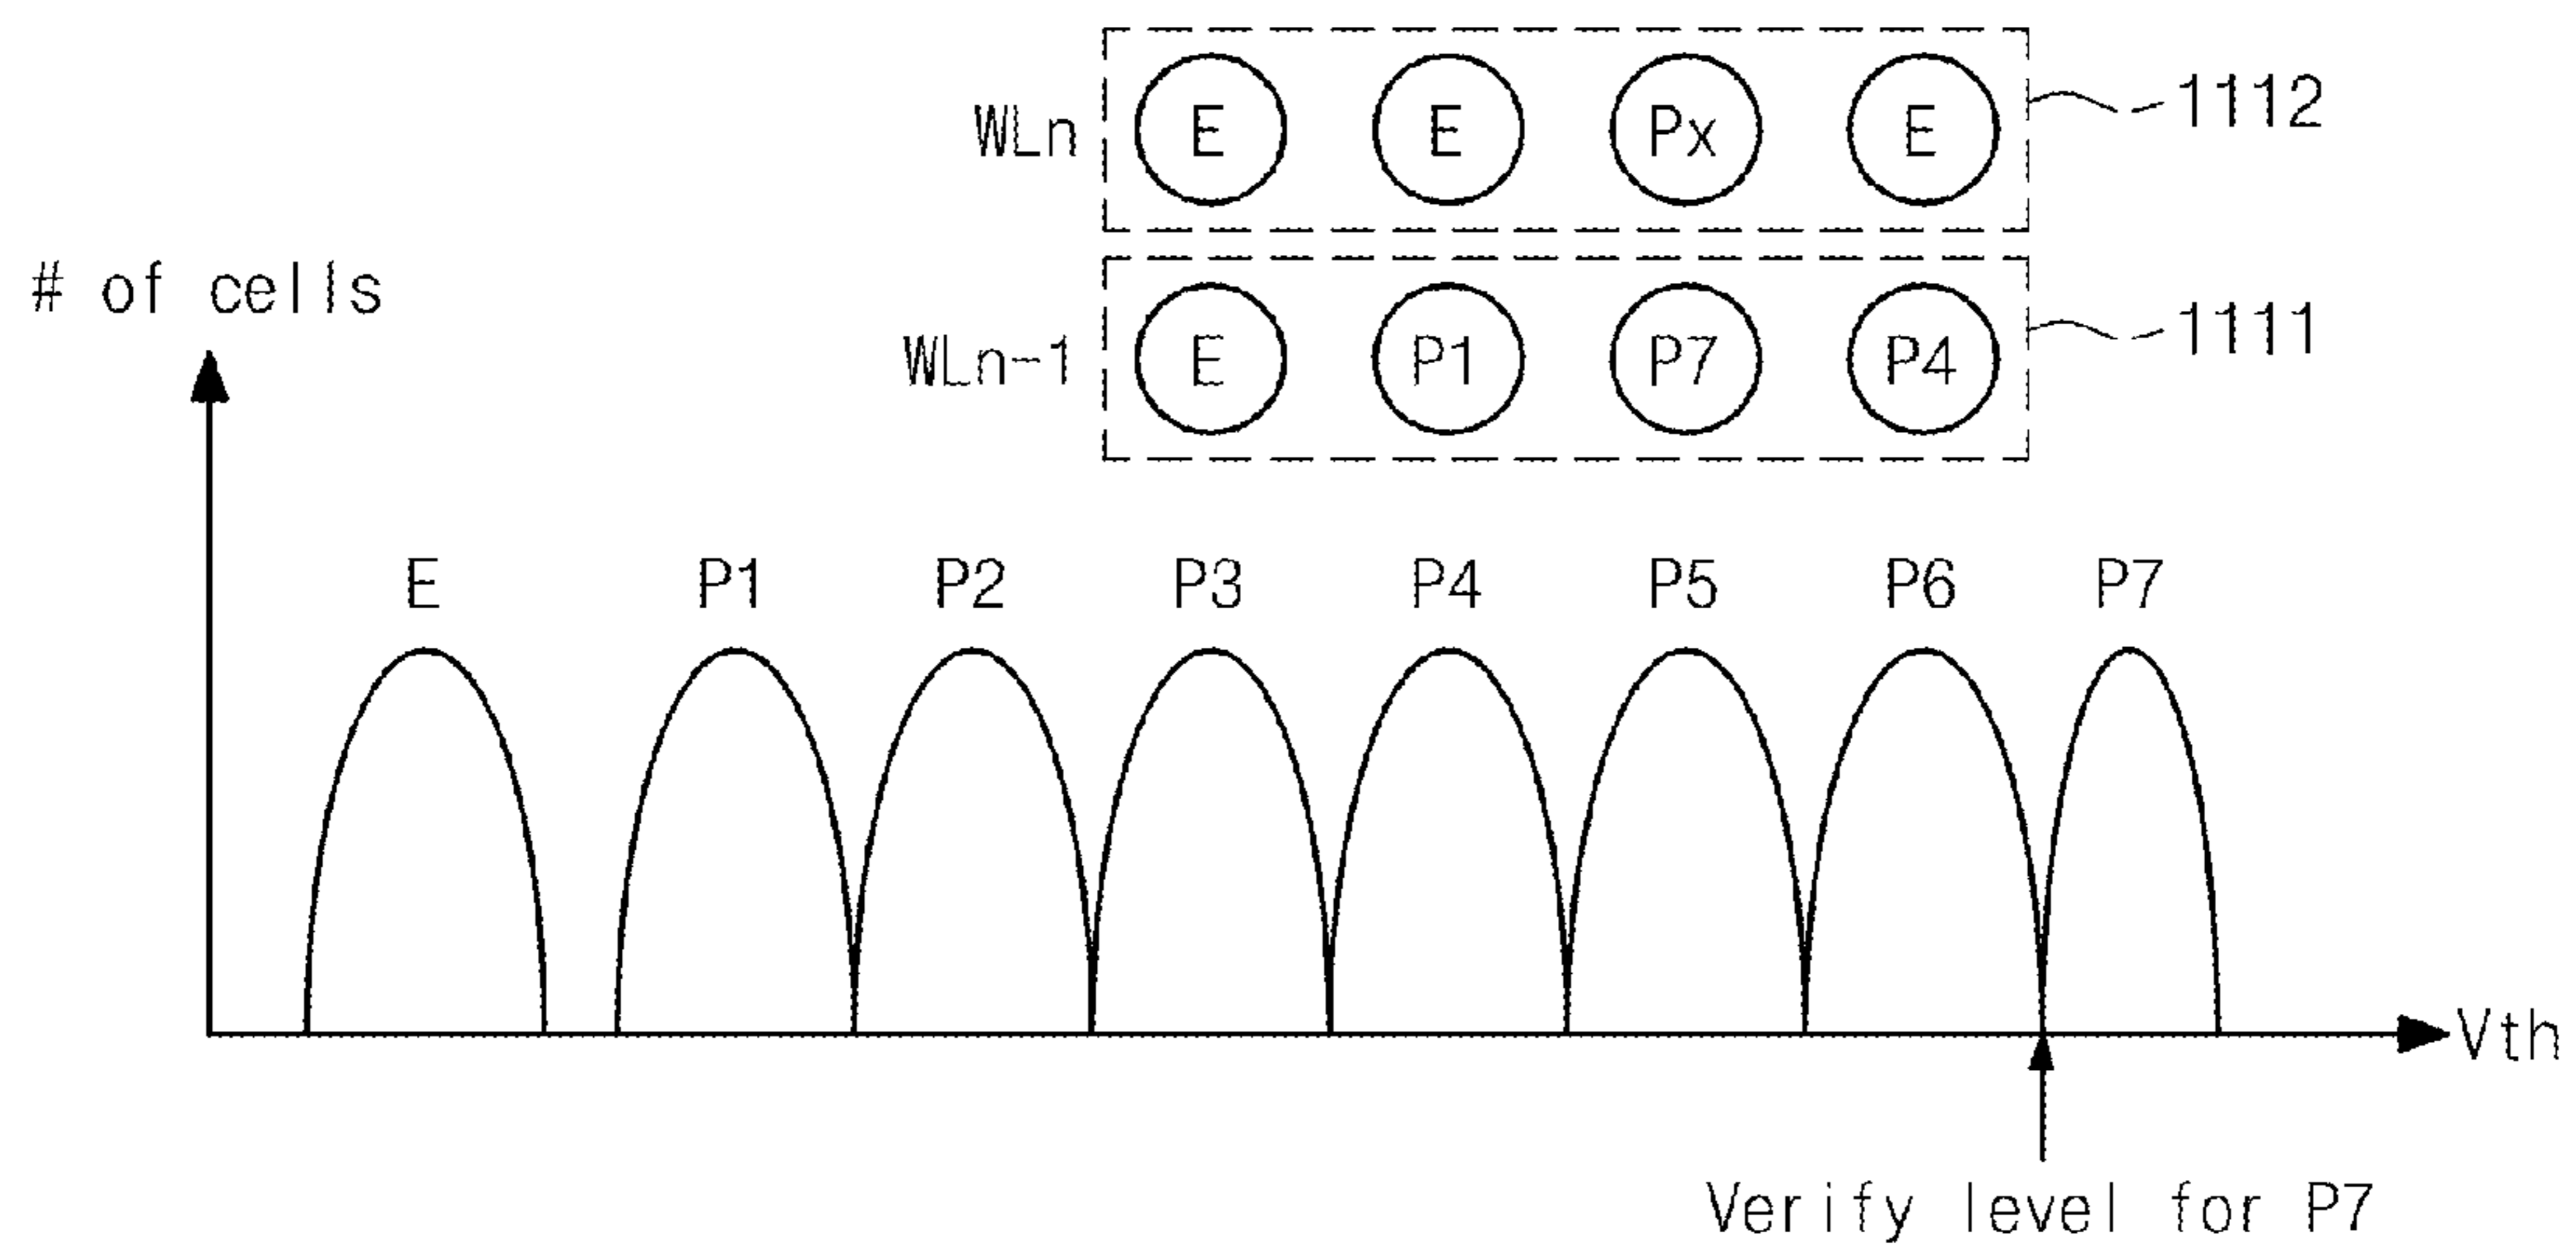 WLn E E Px E 1112
# of cells
WLn-1 E P1 P7 P4 1111
E P1 P2 P3 P4 P5 P6 P7
Vth
Verify level for P7